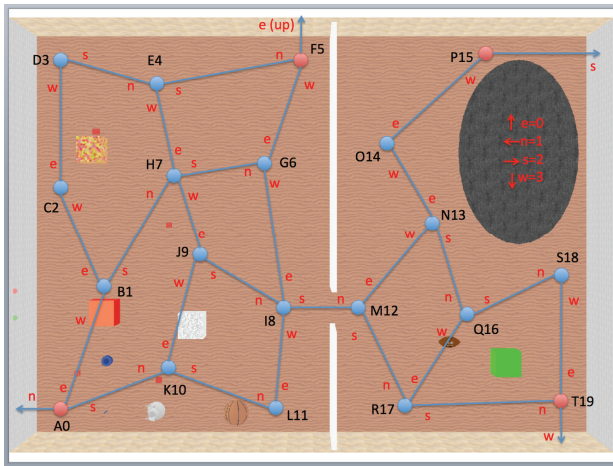 e (up)
F5
P15
D3 s E4 n
s
w n s w w
w
e e=0
n=1
O14 s=2
w=3
e e s G6
H7 n
C2 w n w w e
N13
J9 e w s
e s w s S18
B1 e n
w n s n M12 w Q16 w
I8
e w s e
n K10 s e n e
n e s L11 R17 s n T19
A0 w